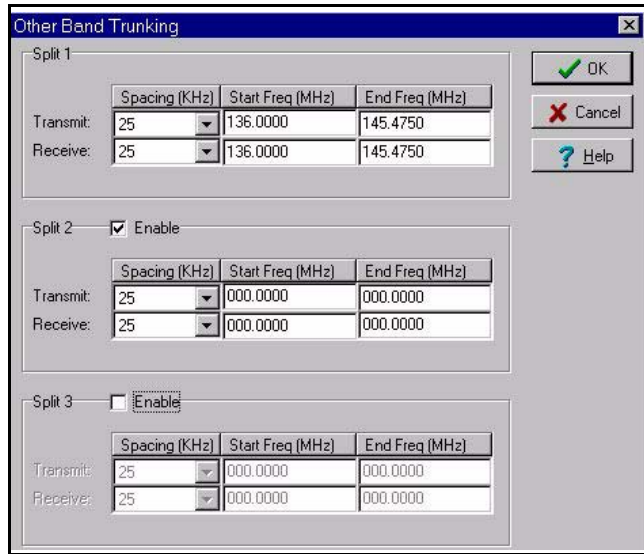 Other Band Trunking
Split 1
Spacing (KHz) Start Freq (MHz) End Freq (MHz)
Transmit: 25 136.0000 145.4750
Receive: 25 136.0000 145.4750
Split 2 Enable
Spacing (KHz) Start Freq (MHz) End Freq (MHz)
Transmit: 25 000.0000 000.0000
Receive: 25 000.0000 000.0000
Split 3 Enable
Spacing (KHz) Start Freq (MHz) End Freq (MHz)
Transmit: 25 000.0000 000.0000
Receive: 25 000.0000 000.0000
OK
Cancel
Help